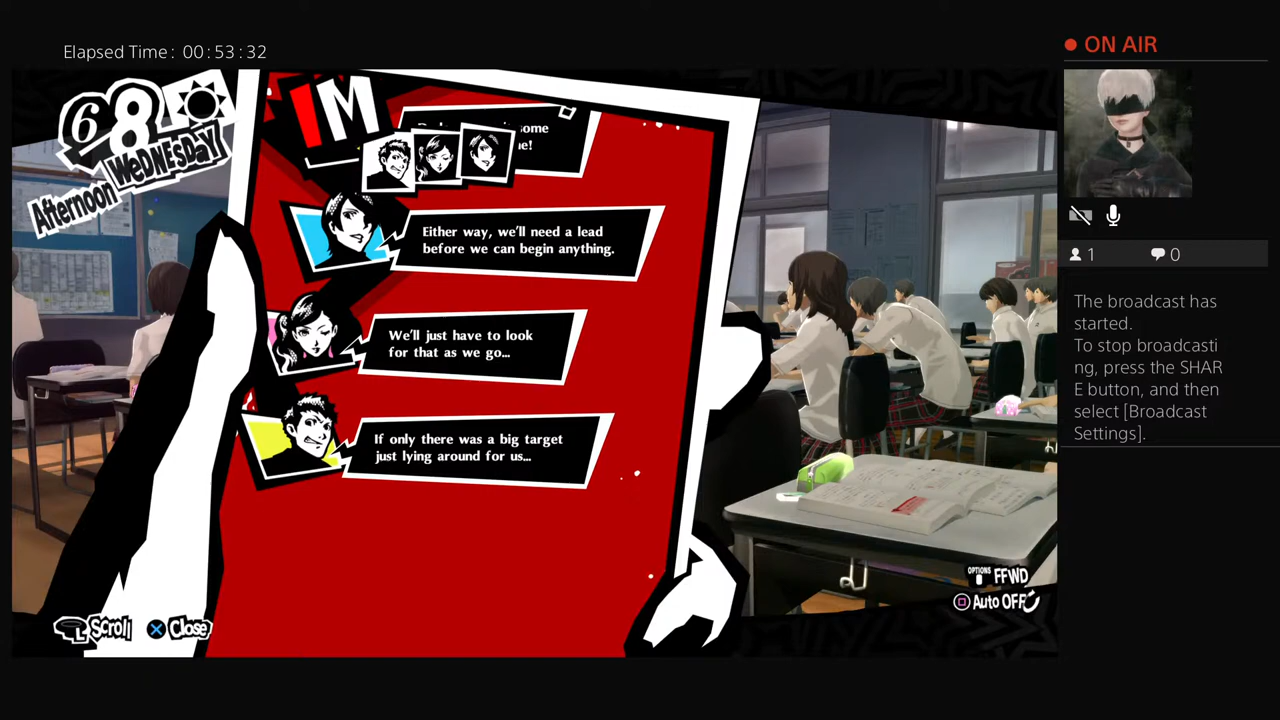 Elapsed Time: 00:53:32
ON AIR
6 8
WeDNESDaY
Afternoon
IM
ome
e!
Either way, we'll need a lead
before we can begin anything.
We'll just have to look
for that as we go...
If only there was a big target
just lying around for us...
1
0
The broadcast has
started.
To stop broadcasti
ng, press the SHAR
E button, and then
select [Broadcast
Settings].
OPTIONS FFWD
Auto OFF
L Scroll
Close